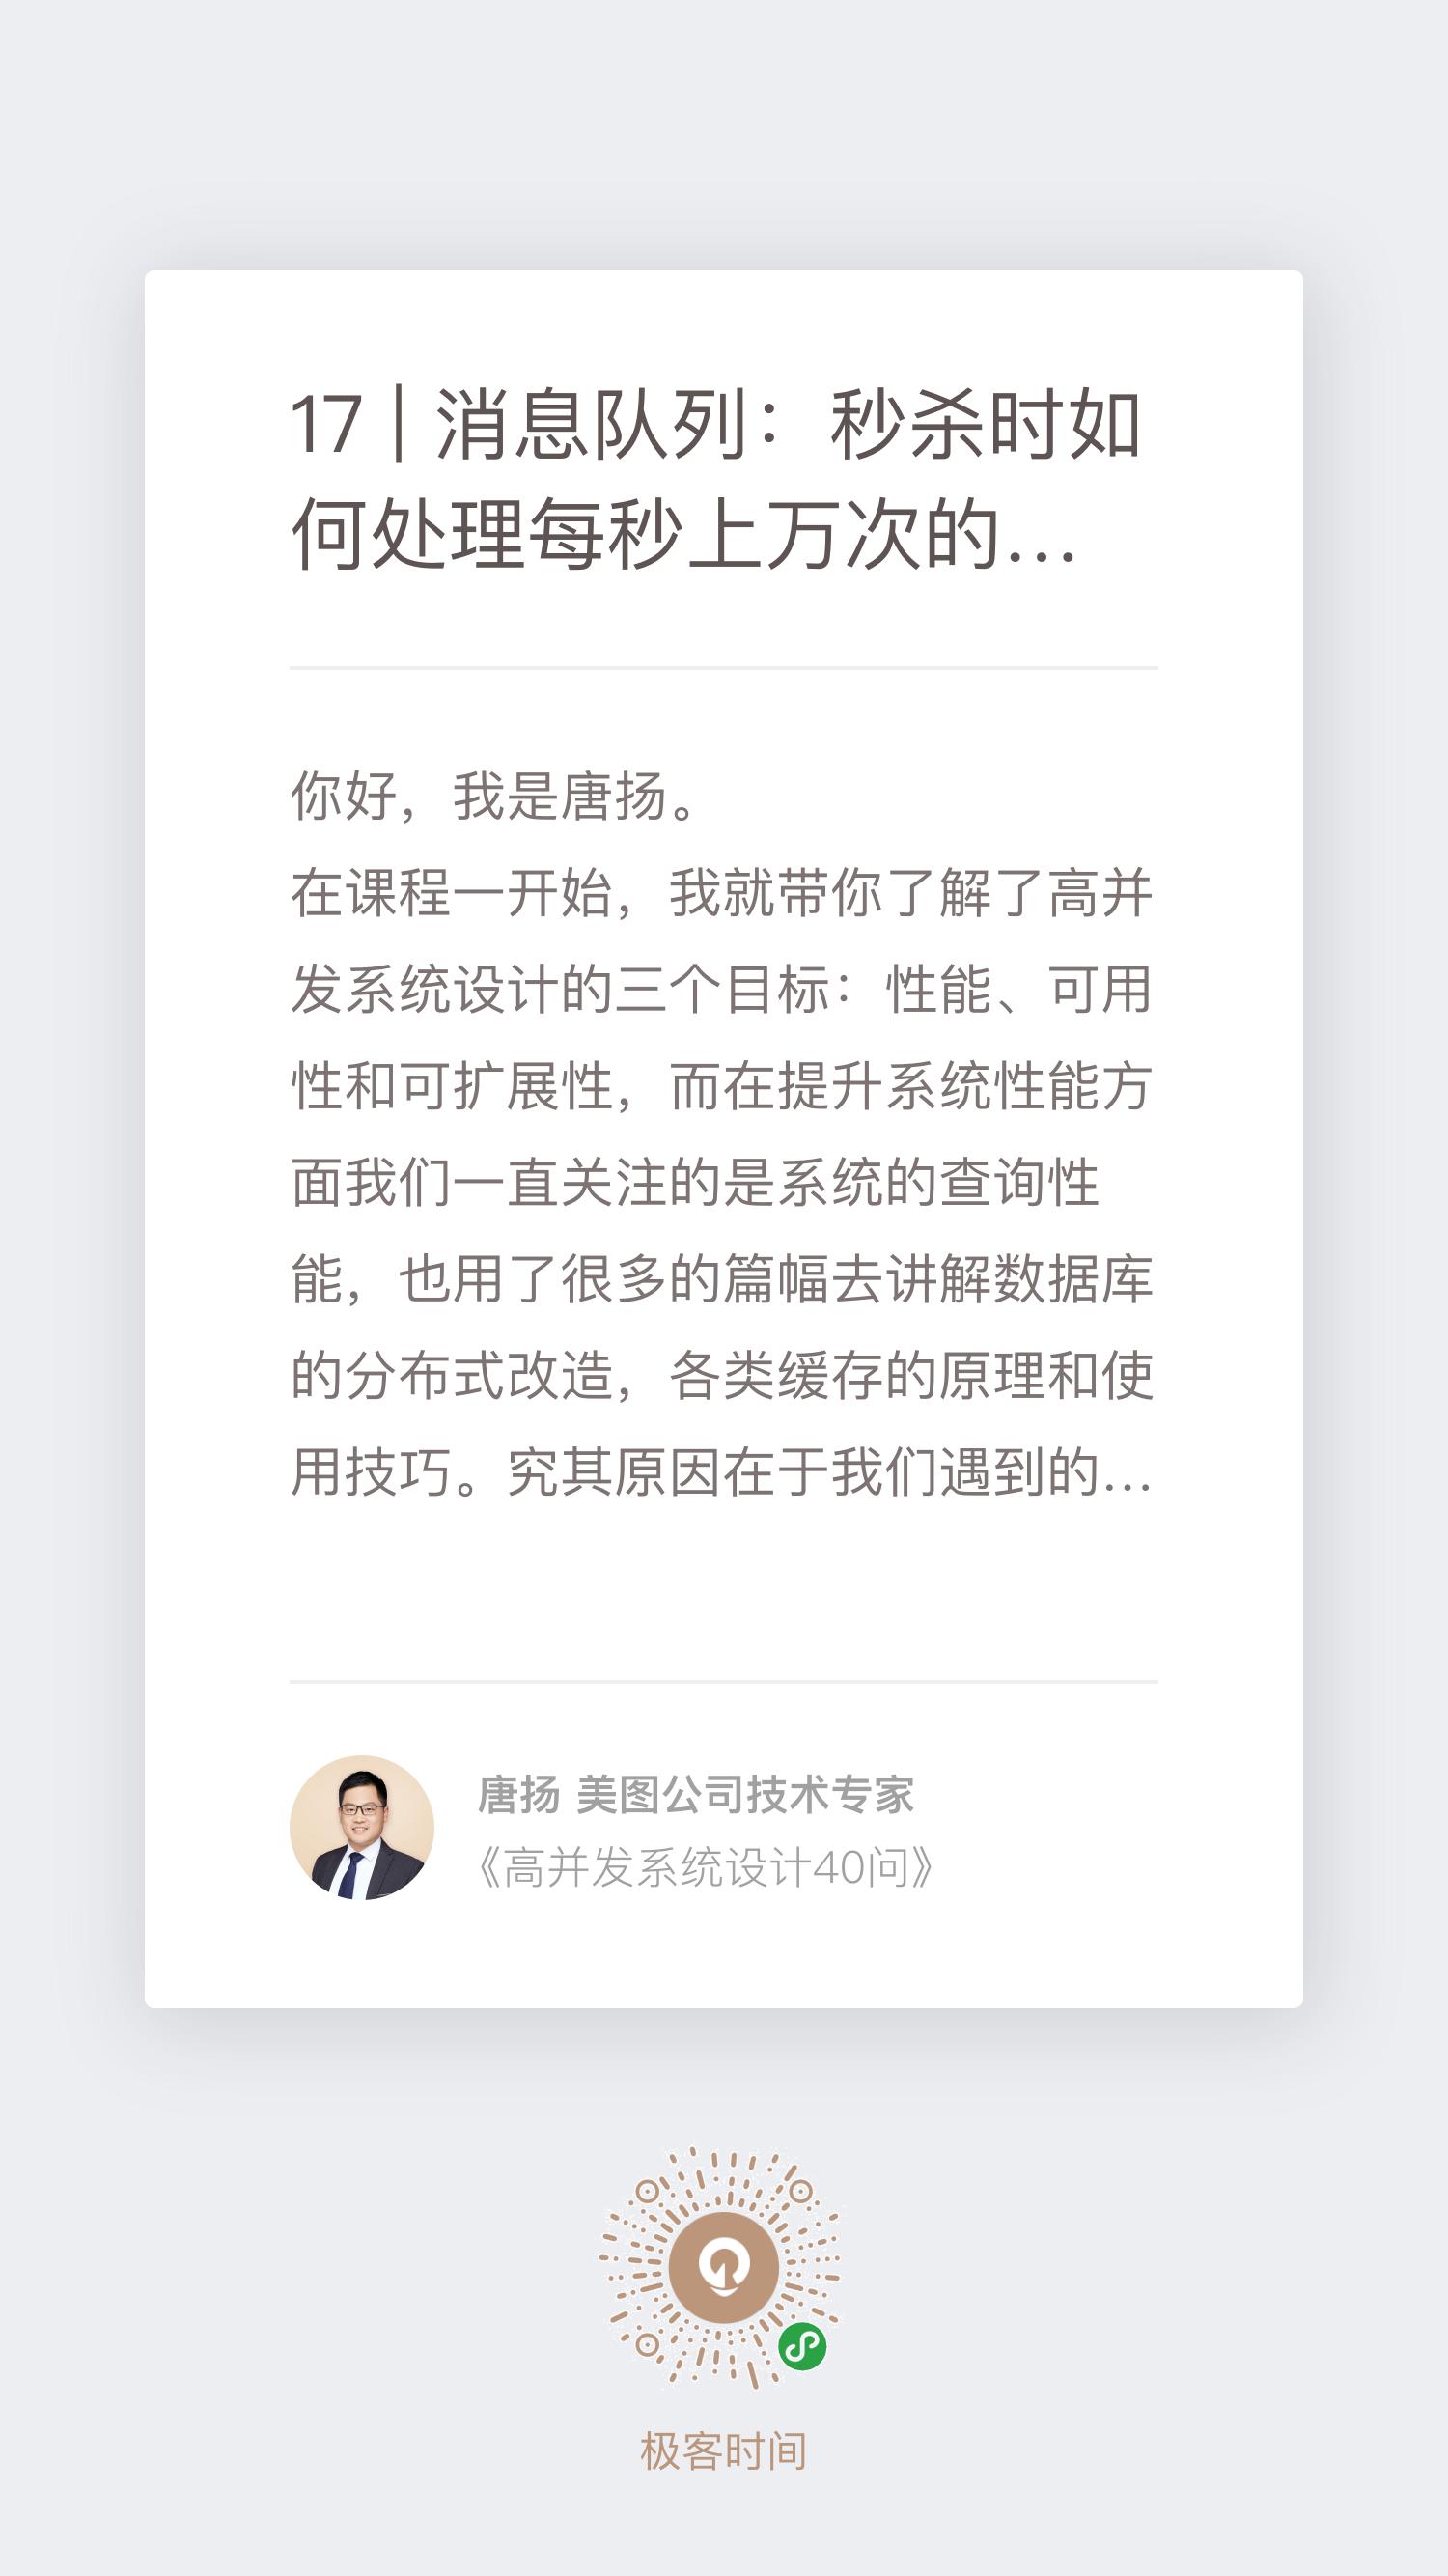 17 | 消息队列：秒杀时如
何处理每秒上万次的…
你好，我是唐扬。
在课程一开始，我就带你了解了高并
发系统设计的三个目标：性能、可用
性和可扩展性，而在提升系统性能方
面我们一直关注的是系统的查询性
能，也用了很多的篇幅去讲解数据库
的分布式改造，各类缓存的原理和使
用技巧。究其原因在于我们遇到的…
唐扬 美图公司技术专家
《高并发系统设计40问》
极客时间